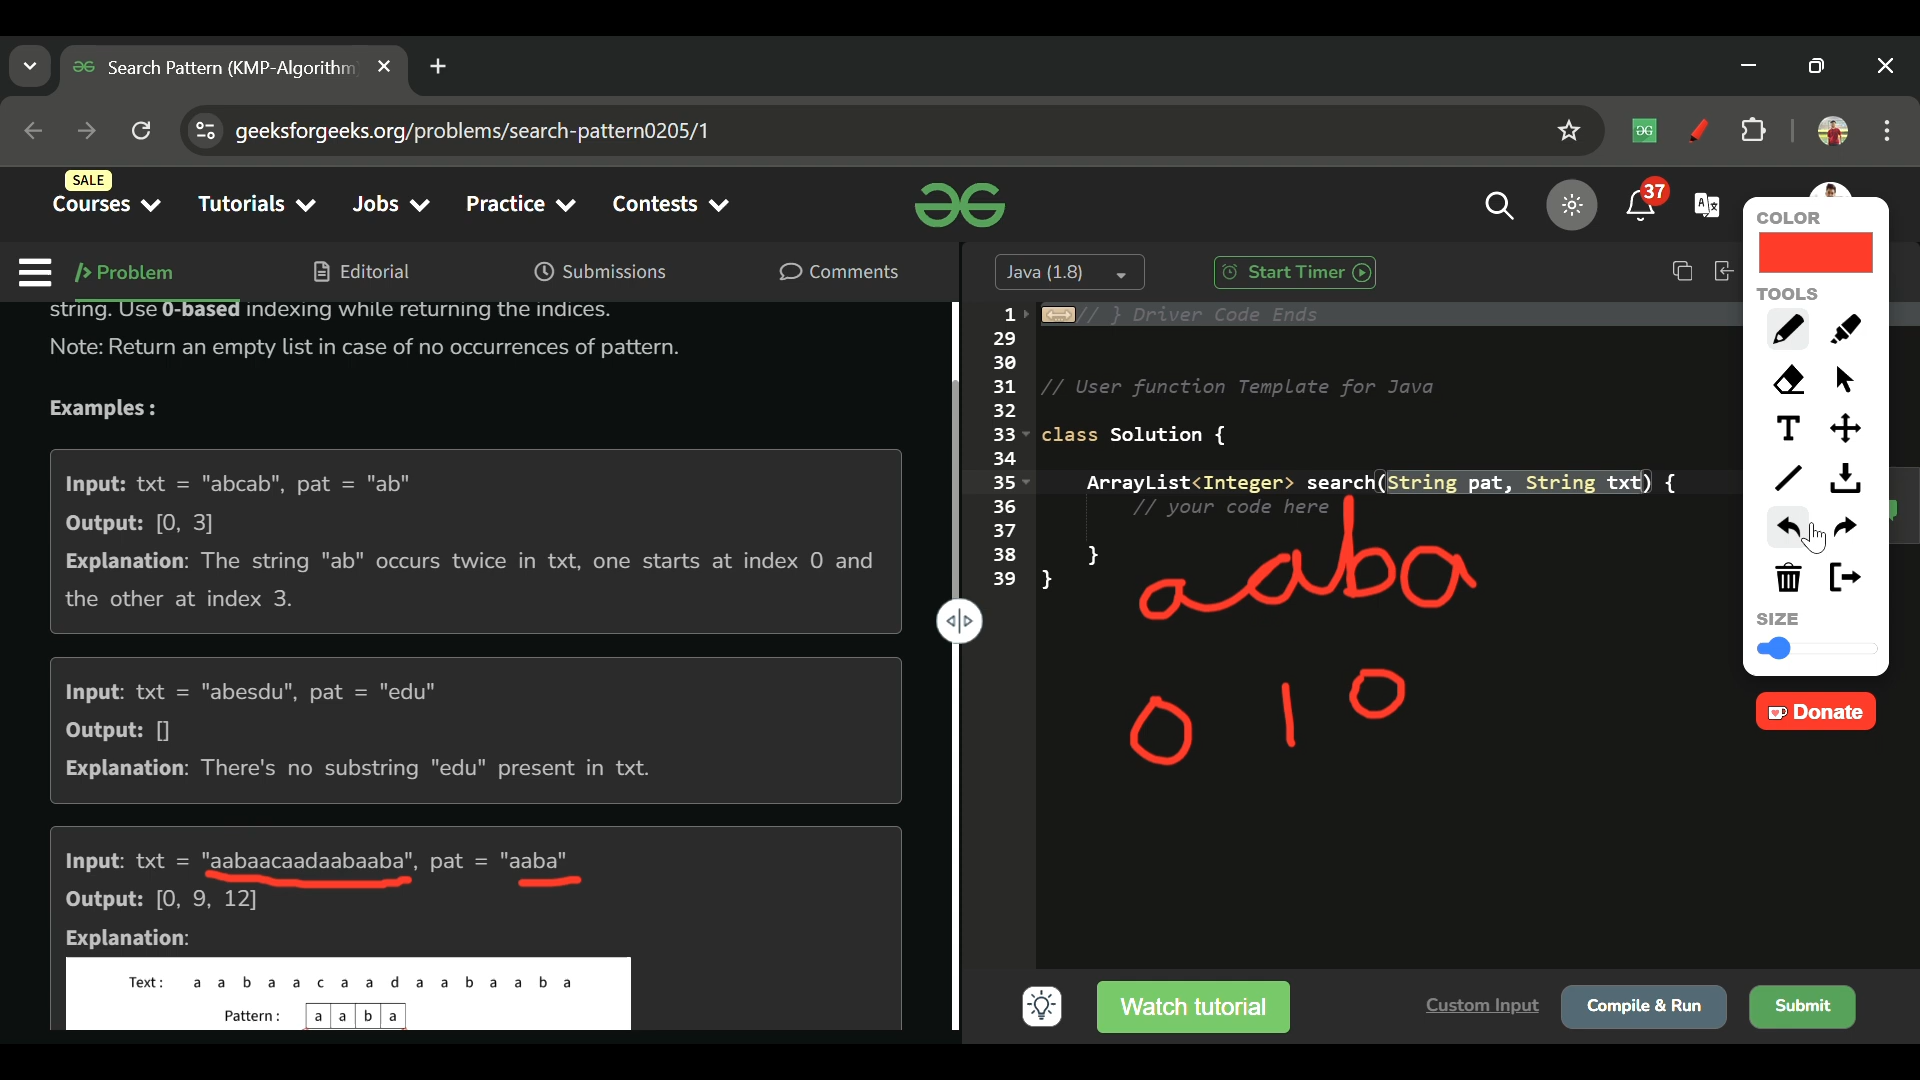 Search Pattern (KMP-Algorithm
geeksforgeeks.org/problems/search-pattern0205/1
SALE
Courses Tutorials Jobs Practice Contests
37
COLOR
TOOLS
T
SIZE
Donate
Problem Editorial Submissions Comments
string. Use 0-based indexing while returning the indices.
Note: Return an empty list in case of no occurrences of pattern.
Examples :
Input: txt = "abcab", pat = "ab"
Output: [0, 3]
Explanation: The string "ab" occurs twice in txt, one starts at index 0 and
the other at index 3.
Input: txt = "abesdu", pat = "edu"
Output: []
Explanation: There's no substring "edu" present in txt.
Input: txt = "aabaacaadaabaaba", pat = "aaba"
Output: [0, 9, 12]
Explanation:
Text : a a b a a c a a d a a b a a b a
Pattern : a a b a
Java (1.8) Start Timer
1 // } Driver Code Ends
29
30
31 // User function Template for Java
32
33 class Solution {
34
35 ArrayList<Integer> search(String pat, String txt) {
36 // your code here
37
38 }
39 }
aaba
0 1 0
Watch tutorial Custom Input Compile & Run Submit